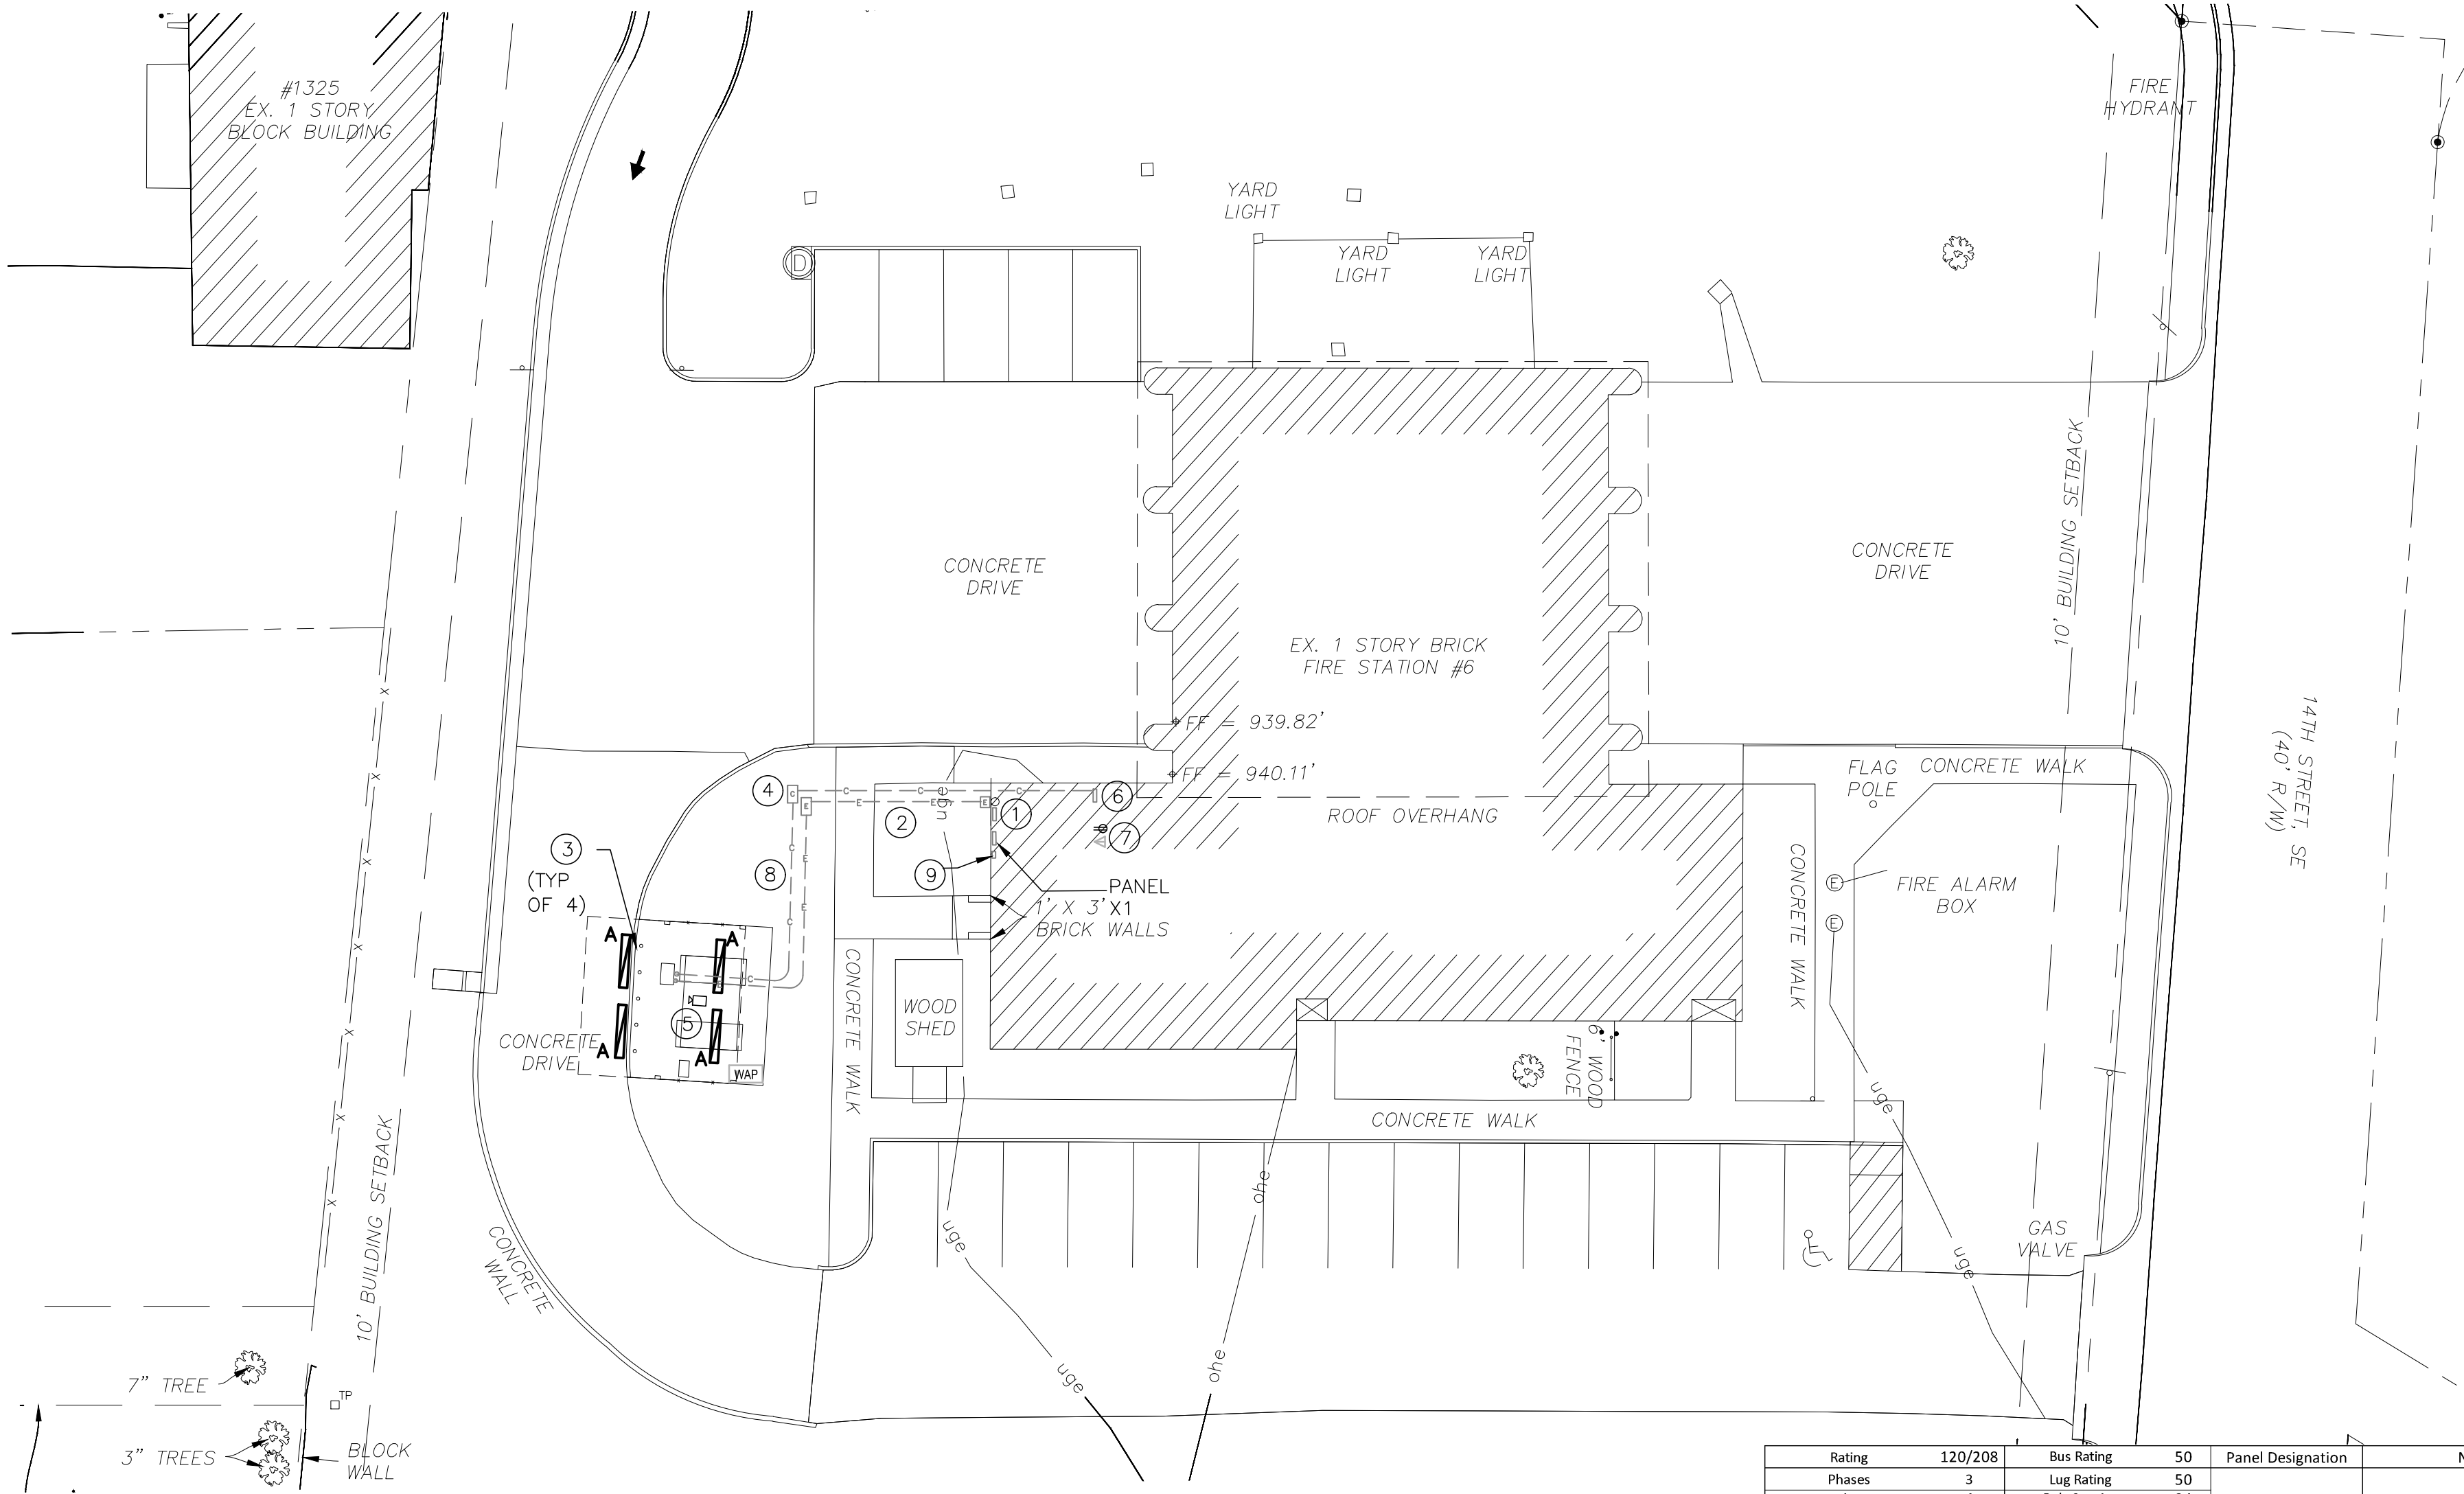 #1325
EX. 1 STORY
BLOCK BUILDING
FIRE
HYDRANT
YARD
LIGHT
YARD
LIGHT
YARD
LIGHT
D
CONCRETE
DRIVE
CONCRETE
DRIVE
10' BUILDING SETBACK
EX. 1 STORY BRICK
FIRE STATION #6
FF = 939.82'
FF = 940.11'
14TH STREET, SE
(40' R/W)
FLAG
POLE
CONCRETE WALK
ROOF OVERHANG
4
C
C
C
C
E
E
E
E
uge
6
1
2
7
3
(TYP
OF 4)
8
C
E
C
E
9
PANEL
X1
1' X 3'
BRICK WALLS
CONCRETE WALK
E
FIRE ALARM
BOX
E
A
A
C
5
A
A
WAP
CONCRETE
DRIVE
CONCRETE WALK
WOOD
SHED
6' WOOD
FENCE
CONCRETE WALK
uge
10' BUILDING SETBACK
CONCRETE
WALL
uge
ohe
uge
GAS
VALVE
uge
ohe
7" TREE
TP
3" TREES
BLOCK
WALL
Rating 120/208 Bus Rating 50 Panel Designation N
Phases 3 Lug Rating 50